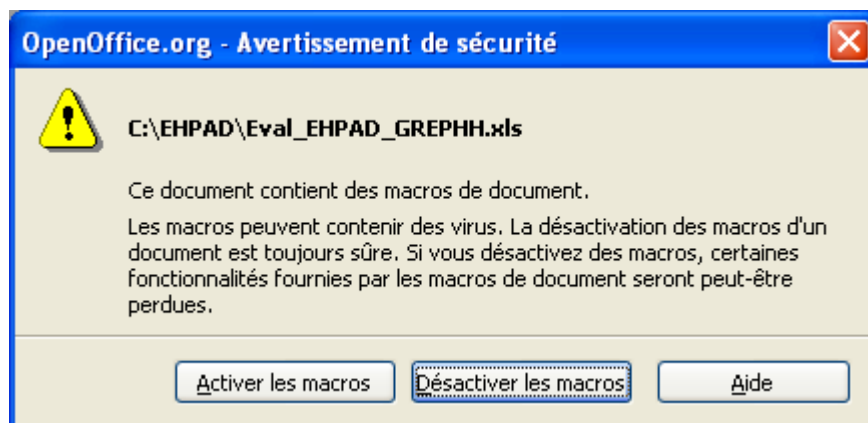 OpenOffice.org - Avertissement de sécurité
C:\EHPAD\Eval_EHPAD_GREPHH.xls
Ce document contient des macros de document.
Les macros peuvent contenir des virus. La désactivation des macros d'un
document est toujours sûre. Si vous désactivez des macros, certaines
fonctionnalités fournies par les macros de document seront peut-être
perdues.
Activer les macros
Désactiver les macros
Aide